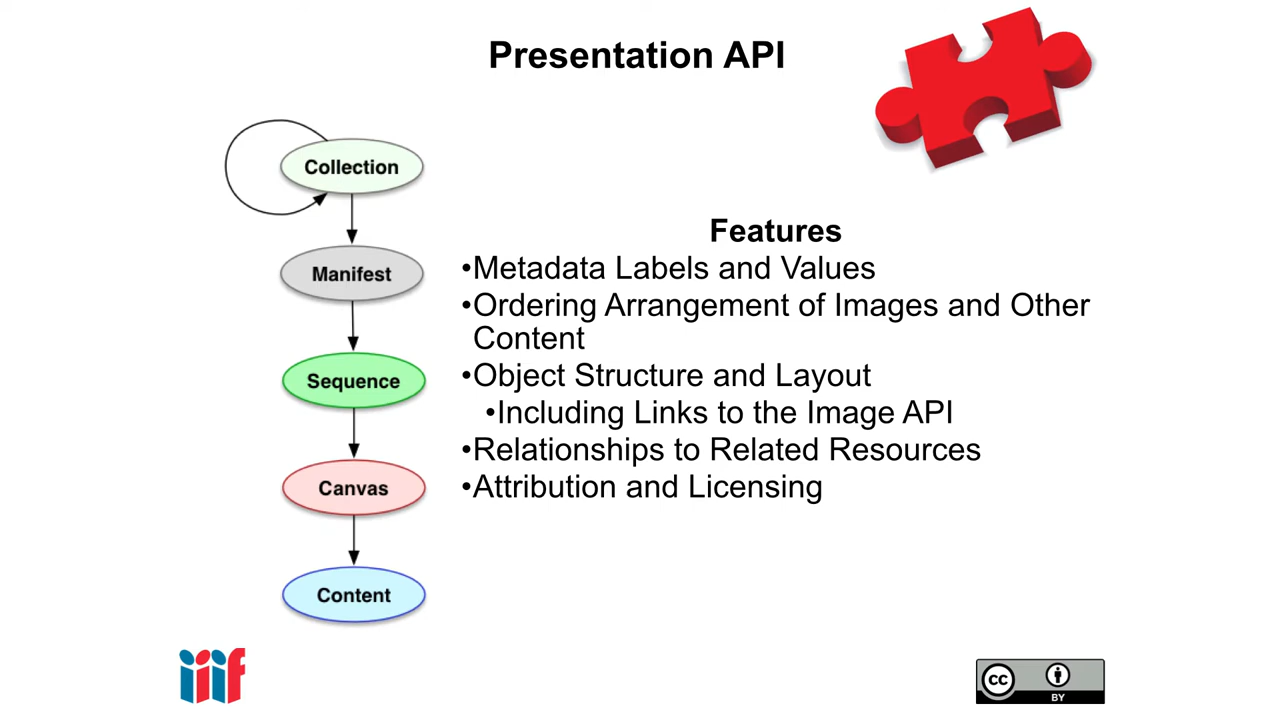 Presentation API
Collection
Manifest
Sequence
Canvas
Content
Features
•Metadata Labels and Values
•Ordering Arrangement of Images and Other
Content
•Object Structure and Layout
•Including Links to the Image API
•Relationships to Related Resources
•Attribution and Licensing
iiif
cc
BY